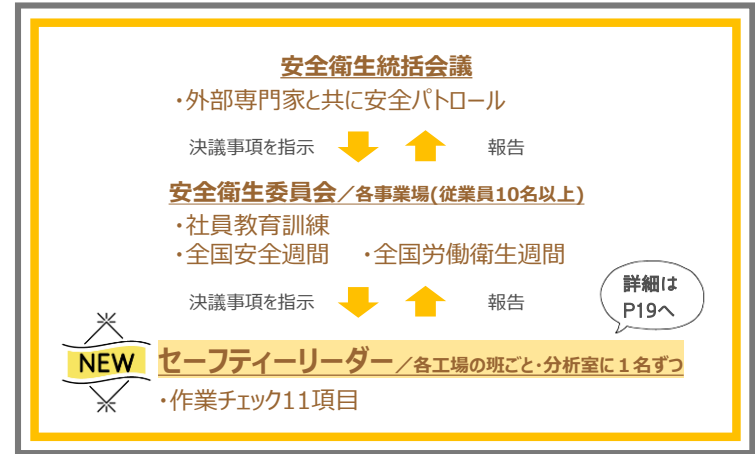 安全衛生統括会議
・外部専門家と共に安全パトロール
決議事項を指示 報告
安全衛生委員会／各事業場(従業員10名以上)
・社員教育訓練
・全国安全週間 ・全国労働衛生週間
決議事項を指示 報告
詳細は
P19へ
NEW セーフティーリーダー／各工場の班ごと・分析室に１名ずつ
・作業チェック11項目